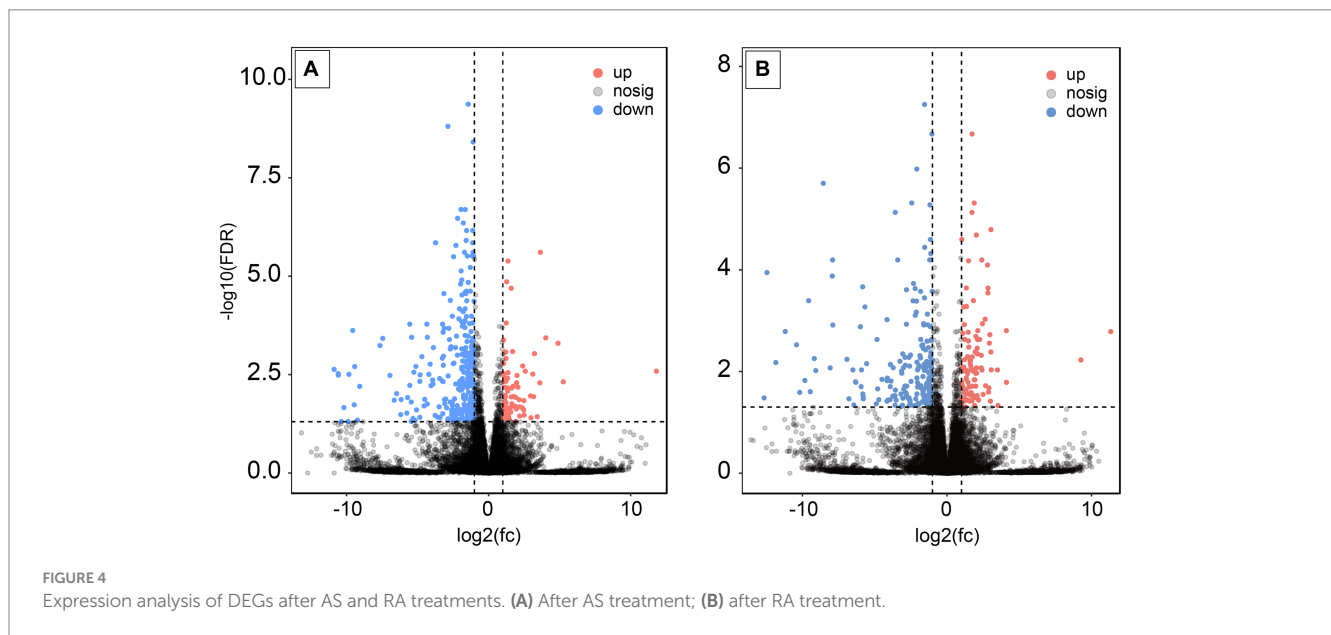 A
up
nosig
down
10.0
7.5
5.0
2.5
0.0
-log10(FDR)
-10
0
10
log2(fc)
B
up
nosig
down
8
6
4
2
0
-10
0
10
log2(fc)
FIGURE 4
Expression analysis of DEGs after AS and RA treatments. (A) After AS treatment; (B) after RA treatment.